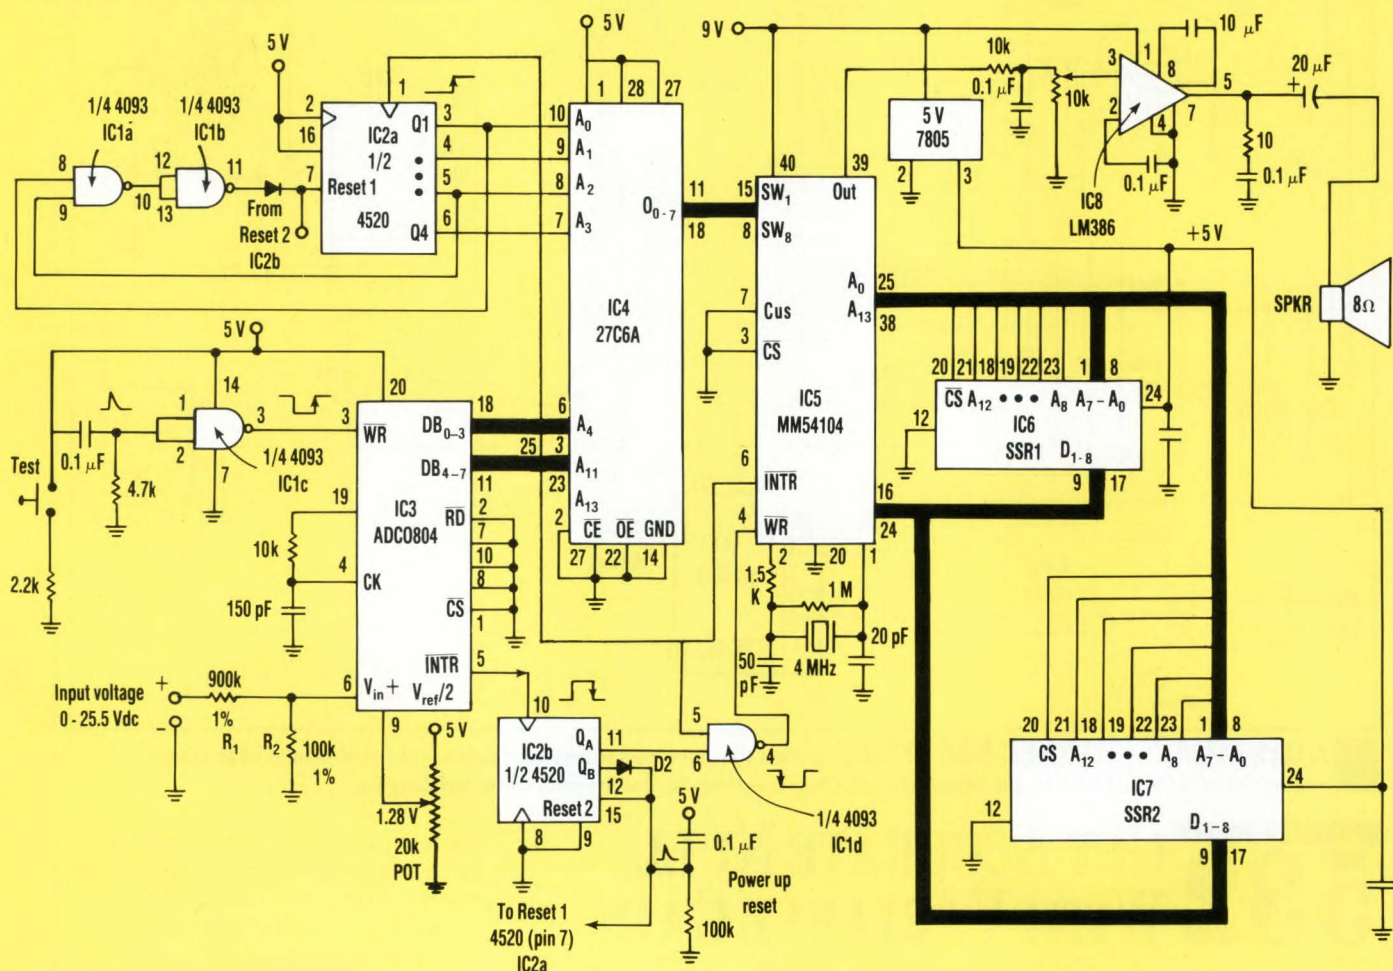 5 V
5 V
9 V
1/4 4093
IC1a
1/4 4093
IC1b
8
9
10
12
13
11
From
Reset 2
IC2b
2
16
7
Reset 1
1
IC2a
1/2
4520
Q1
Q4
3
4
5
6
1
28
27
10
9
8
7
A0
A1
A2
A3
O0-7
11
18
IC4
27C6A
6
3
25
23
A4
A11
A13
2
CE
OE
GND
27
22
14
40
39
15
8
SW1
SW8
Out
7
3
Cus
CS
IC5
MM54104
6
4
INTR
WR
A0
A13
25
38
16
24
2
20
1
1.5
K
1 M
50
pF
4 MHz
20 pF
5 V
7805
2
3
10k
0.1 μF
10k
3
2
1
8
4
5
7
10 μF
20 μF
+
0.1 μF
10
0.1 μF
IC8
LM386
+5 V
SPKR
8Ω
20
21
18
19
22
23
1
8
CS A12 ••• A8 A7-A0
12
24
IC6
SSR1
D1-8
9
17
20
21
18
19
22
23
1
8
CS A12 ••• A8 A7-A0
12
24
IC7
SSR2
D1-8
9
17
5 V
14
1
2
3
7
0.1 μF
4.7k
Test
2.2k
1/4 4093
IC1c
20
3
WR
DB0-3
18
DB4-7
11
19
10k
4
CK
150 pF
IC3
ADCO804
RD
2
7
10
8
CS
1
INTR
5
Input voltage
0 - 25.5 Vdc
+
−
900k
1%
R1
R2
100k
1%
6
Vin+
Vref/2
9
5 V
1.28 V
20k
POT
10
IC2b
1/2 4520
QA
QB
Reset 2
11
12
15
8
9
D2
5
6
4
1/4 4093
IC1d
5 V
0.1 μF
Power up
reset
100k
To Reset 1
4520 (pin 7)
IC2a